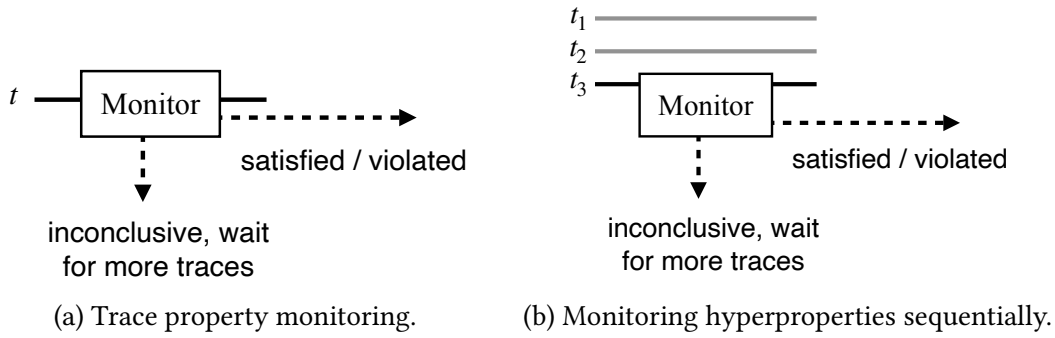 t
Monitor
satisfied / violated
inconclusive, wait
for more traces
(a) Trace property monitoring.
t₁
t₂
t₃
Monitor
satisfied / violated
inconclusive, wait
for more traces
(b) Monitoring hyperproperties sequentially.